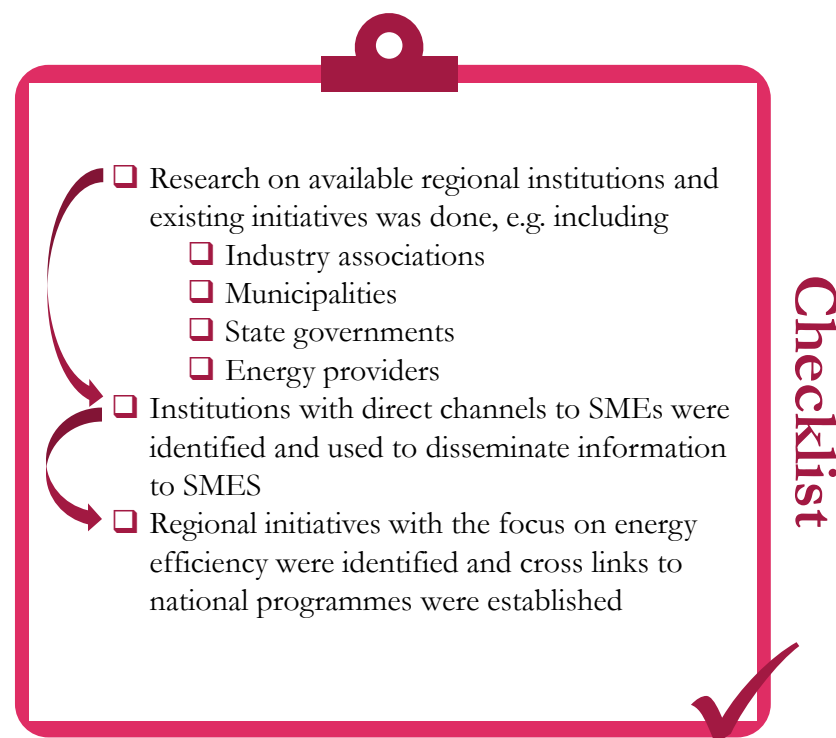 Research on available regional institutions and
existing initiatives was done, e.g. including
Industry associations
Municipalities
State governments
Energy providers
Institutions with direct channels to SMEs were
identified and used to disseminate information
to SMES
Regional initiatives with the focus on energy
efficiency were identified and cross links to
national programmes were established
Checklist